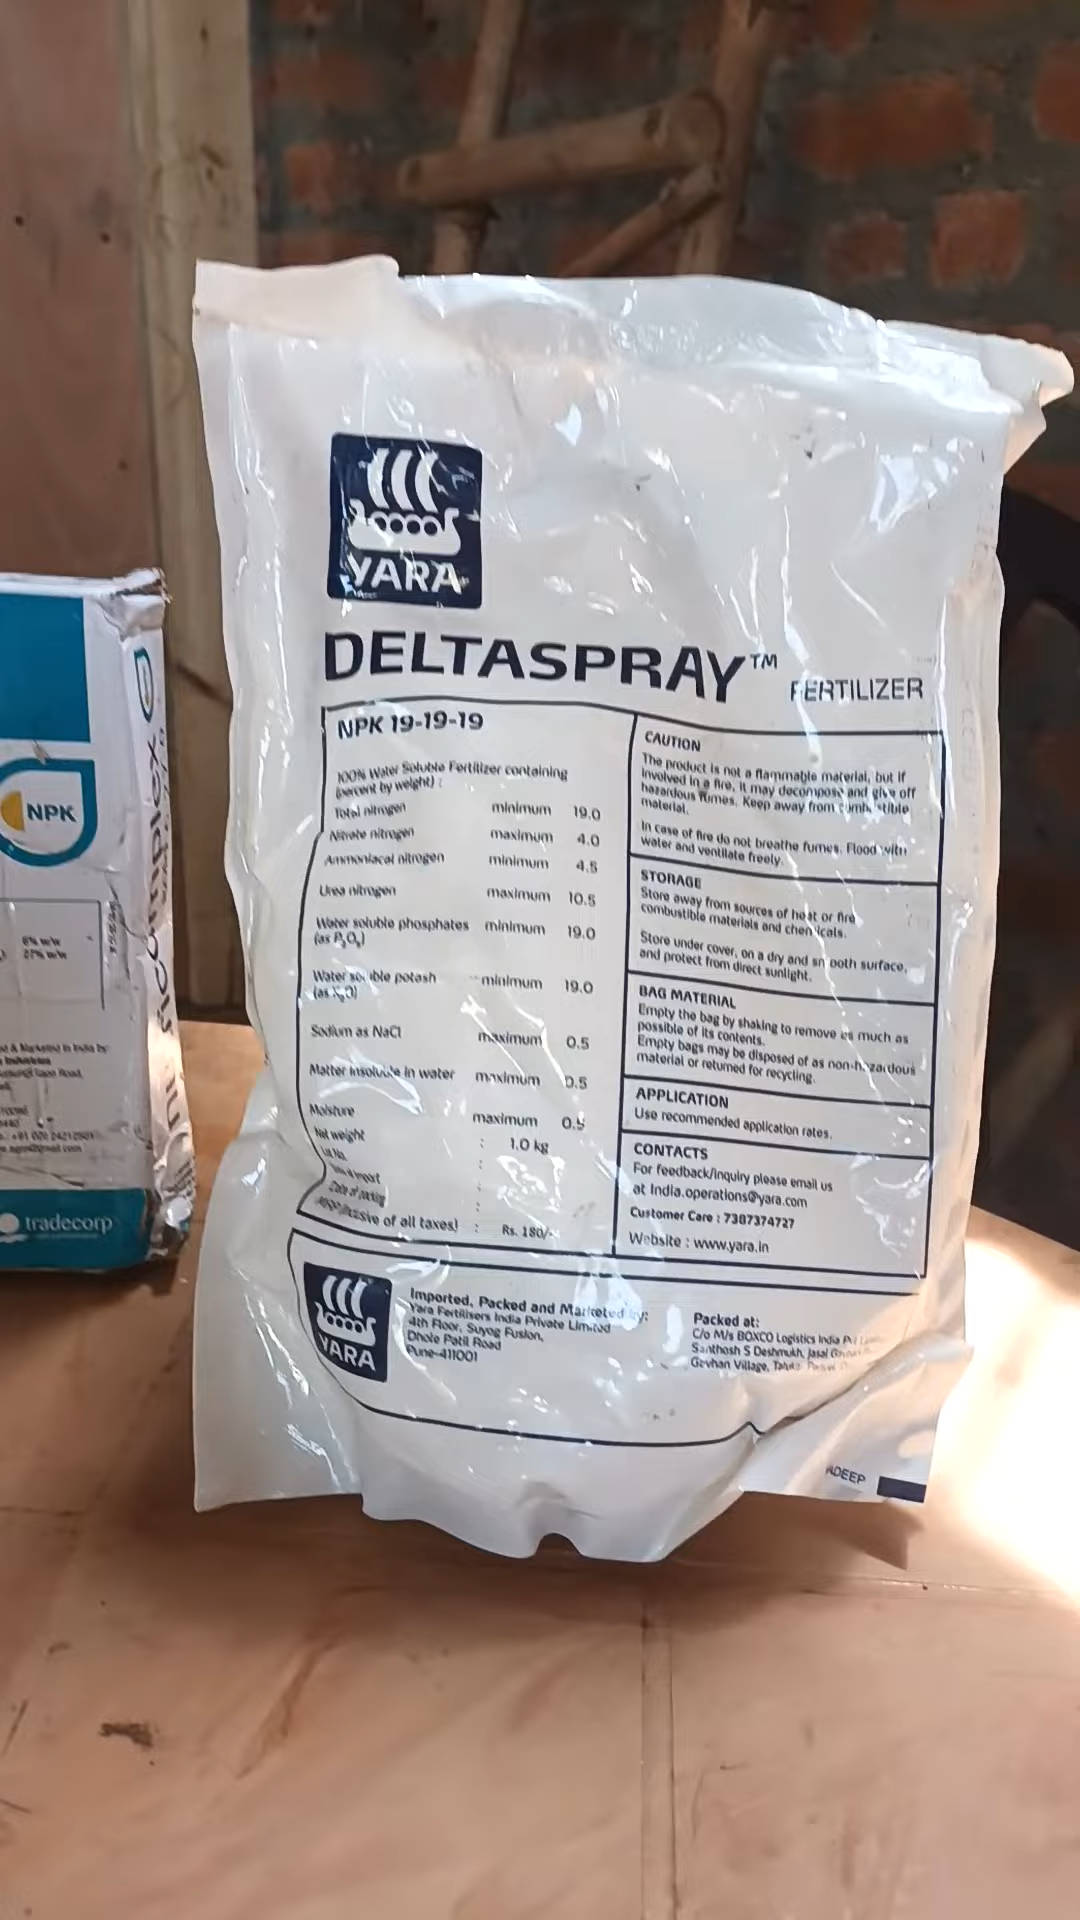 YARA
DELTASPRAY™
FERTILIZER
NPK 19-19-19
100% Water Soluble Fertilizer containing
(percent by weight) :
Total nitrogen minimum 19.0
Nitrate nitrogen maximum 4.0
Ammoniacal nitrogen minimum 4.5
Urea nitrogen maximum 10.5
Water soluble phosphates minimum 19.0
(as P₂O₅)
Water soluble potash minimum 19.0
(as K₂O)
Sodium as NaCl maximum 0.5
Matter insoluble in water maximum 0.5
Moisture maximum 0.5
Net weight : 1.0 kg
Lot No. :
Date of packing :
(inclusive of all taxes) : Rs. 180/-
CAUTION
The product is not a flammable material, but if
involved in a fire, it may decompose and give off
hazardous fumes. Keep away from combustible
material.
In case of fire do not breathe fumes. Flood with
water and ventilate freely.
STORAGE
Store away from sources of heat or fire
combustible materials and chemicals.
Store under cover, on a dry and smooth surface,
and protect from direct sunlight.
BAG MATERIAL
Empty the bag by shaking to remove as much as
possible of its contents.
Empty bags may be disposed of as non-hazardous
material or returned for recycling.
APPLICATION
Use recommended application rates.
CONTACTS
For feedback/inquiry please email us
at India.operations@yara.com
Customer Care : 7387374727
Website : www.yara.in
YARA
Imported, Packed and Marketed by:
Yara Fertilisers India Private Limited
4th Floor, Suyog Fusion,
Dhole Patil Road
Pune-411001
Packed at:
C/o M/s BOXCO Logistics India
Santhosh S Deshmukh, Jasai
Govhan Village,
NPK
6% w/w
27% w/w
Marketed in India by:
Road,
tradecorp